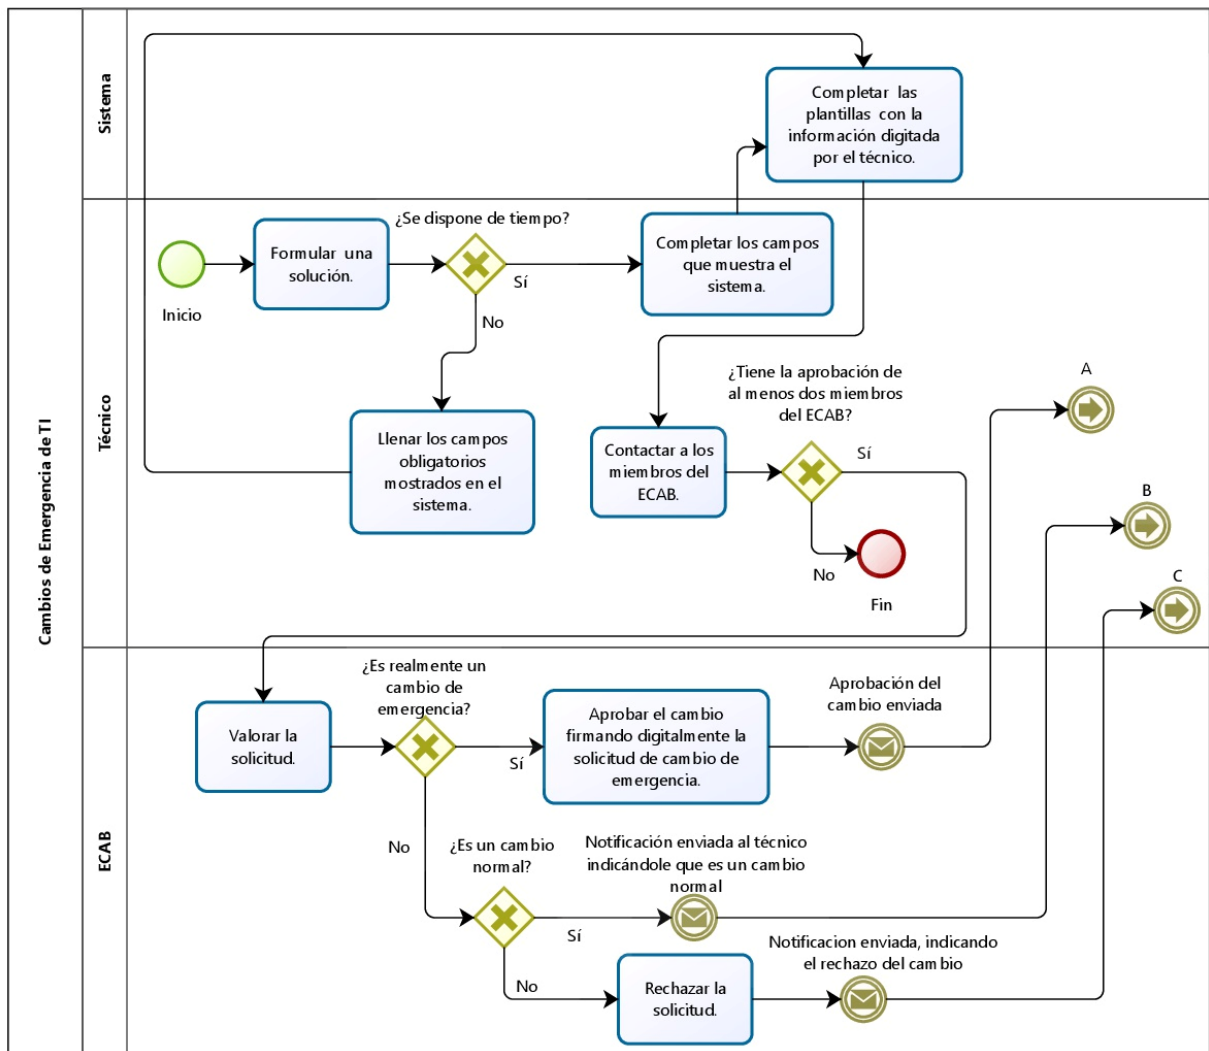 Cambios de Emergencia de TI
Sistema
Completar las
plantillas con la
información digitada
por el técnico.
Técnico
Inicio
Formular una
solución.
¿Se dispone de tiempo?
Sí
No
Completar los campos
que muestra el
sistema.
Llenar los campos
obligatorios
mostrados en el
sistema.
Contactar a los
miembros del
ECAB.
¿Tiene la aprobación de
al menos dos miembros
del ECAB?
Sí
No
Fin
A
B
C
ECAB
Valorar la
solicitud.
¿Es realmente un
cambio de
emergencia?
Sí
No
Aprobar el cambio
firmando digitalmente la
solicitud de cambio de
emergencia.
Aprobación del
cambio enviada
¿Es un cambio
normal?
Sí
No
Notificación enviada al técnico
indicándole que es un cambio
normal
Rechazar la
solicitud.
Notificacion enviada, indicando
el rechazo del cambio